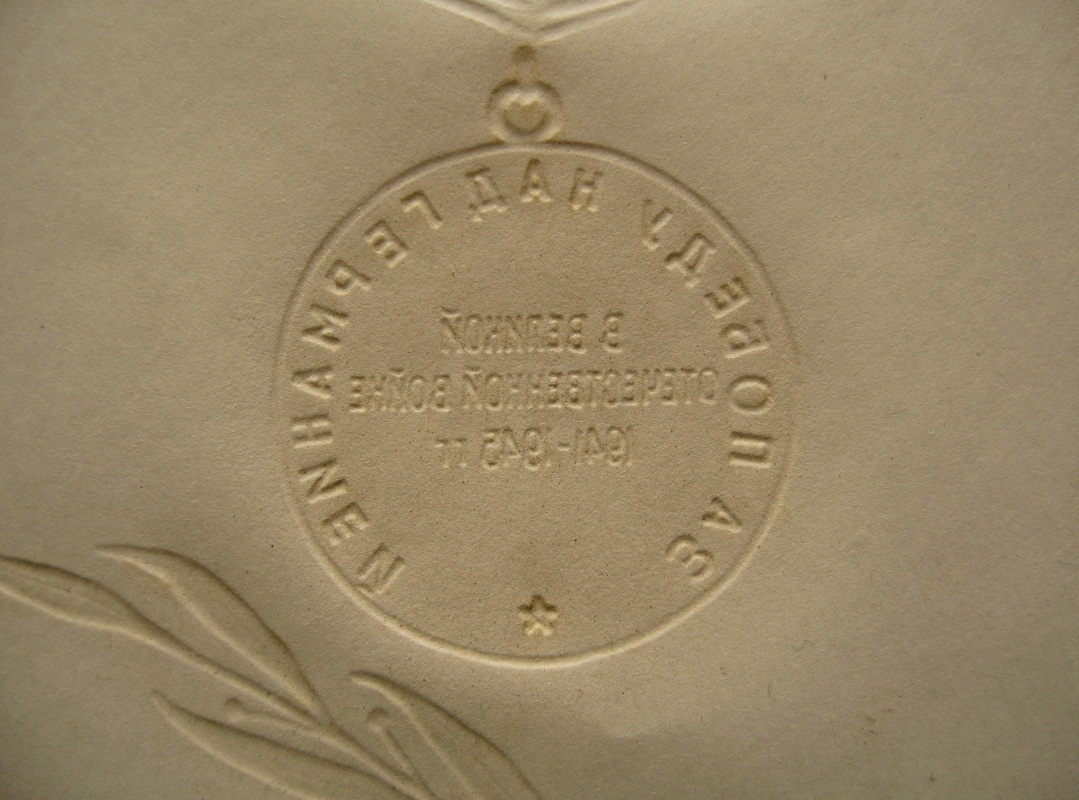 ЗА ПОБЕДУ НАД ГЕРМАНИЕЙ
В ВЕЛИКОЙ
ОТЕЧЕСТВЕННОЙ ВОЙНЕ
1941-1945 гг